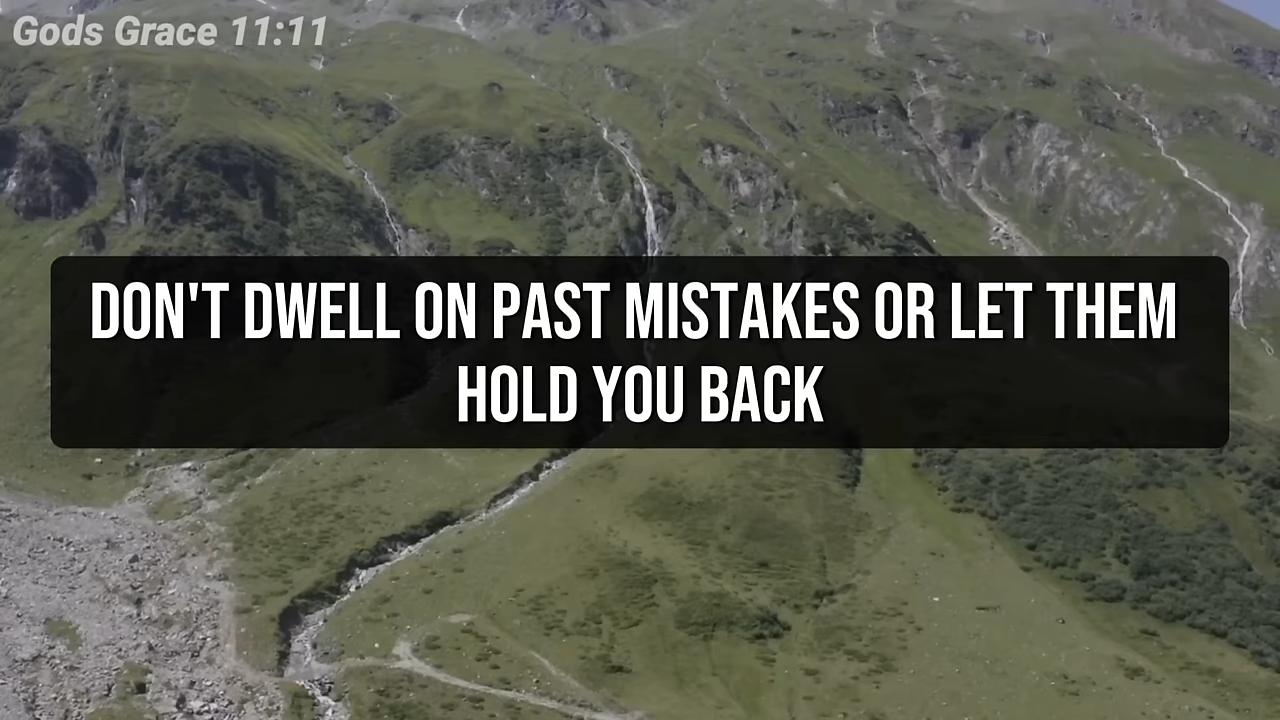 Gods Grace 11:11
DON'T DWELL ON PAST MISTAKES OR LET THEM
HOLD YOU BACK